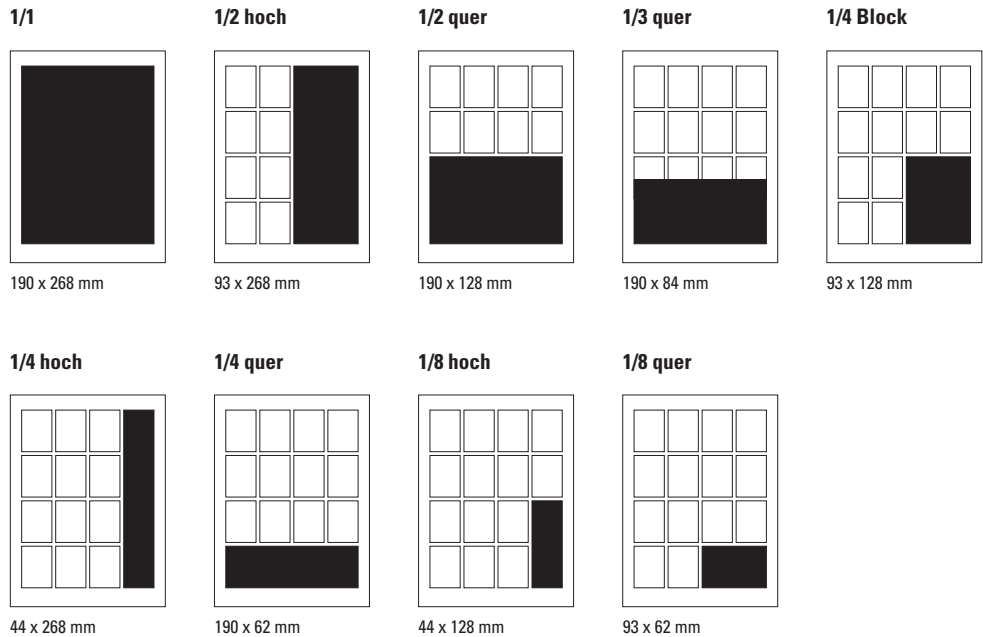 1/1
1/2 hoch
1/2 quer
1/3 quer
1/4 Block
190 x 268 mm
93 x 268 mm
190 x 128 mm
190 x 84 mm
93 x 128 mm
1/4 hoch
1/4 quer
1/8 hoch
1/8 quer
44 x 268 mm
190 x 62 mm
44 x 128 mm
93 x 62 mm